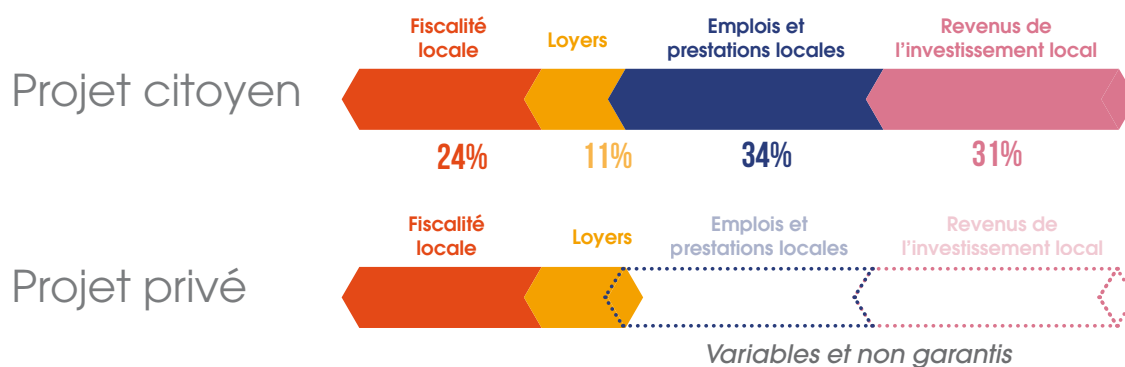 Fiscalité
locale
Loyers
Emplois et
prestations locales
Revenus de
l'investissement local
Projet citoyen
24%
11%
34%
31%
Fiscalité
locale
Loyers
Emplois et
prestations locales
Revenus de
l'investissement local
Projet privé
Variables et non garantis